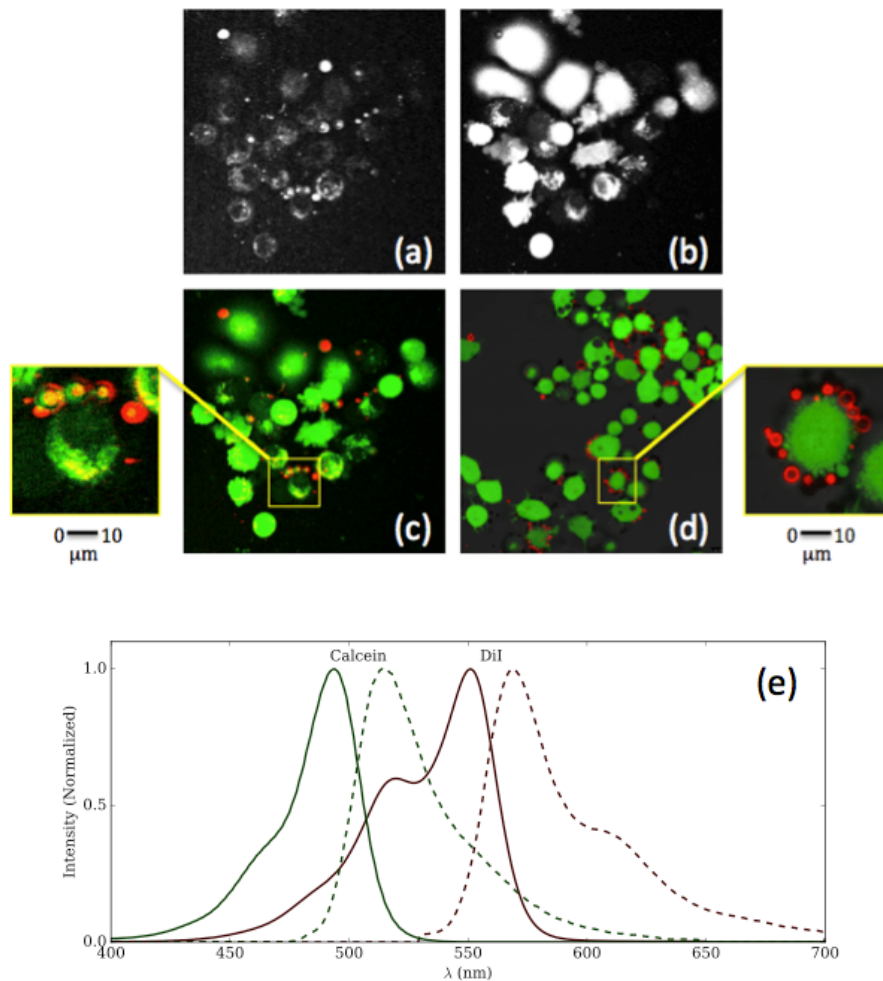 (a)
(b)
(c)
(d)
0 10
μm
0 10
μm
Calcein
DiI
(e)
1.0
0.5
0.0
Intensity (Normalized)
400 450 500 550 600 650 700
λ (nm)